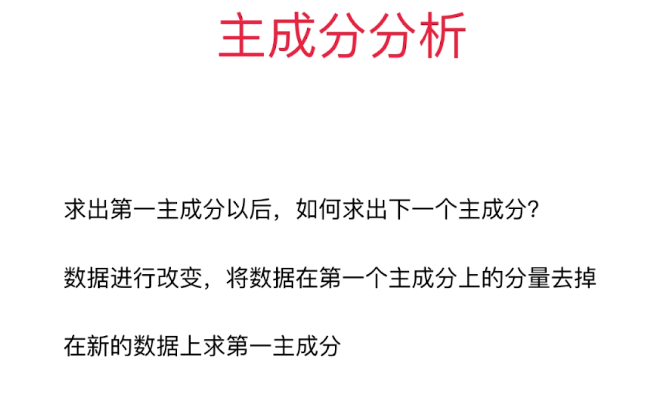 主成分分析
求出第一主成分以后，如何求出下一个主成分？
数据进行改变，将数据在第一个主成分上的分量去掉
在新的数据上求第一主成分